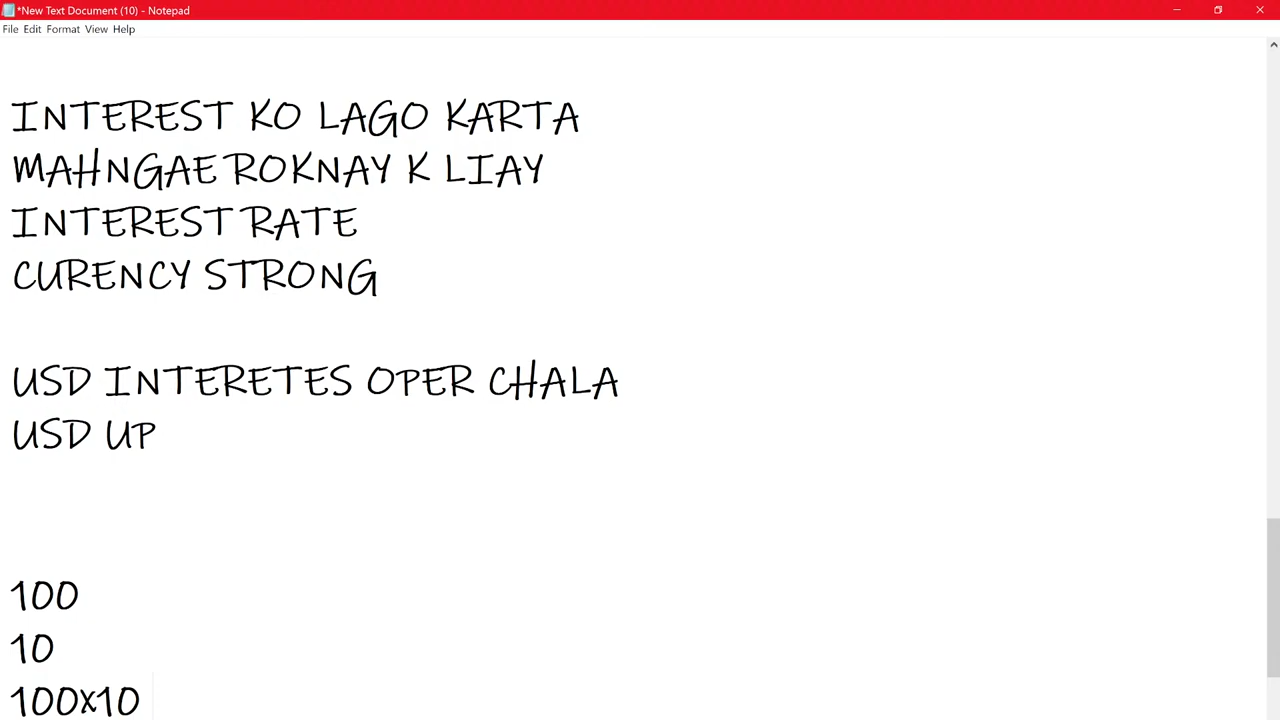 *New Text Document (10) - Notepad
File Edit Format View Help
INTEREST KO LAGO KARTA
MAHNGAE ROKNAY K LIAY
INTEREST RATE
CURENCY STRONG
USD INTERETES OPER CHALA
USD UP
100
10
100x10